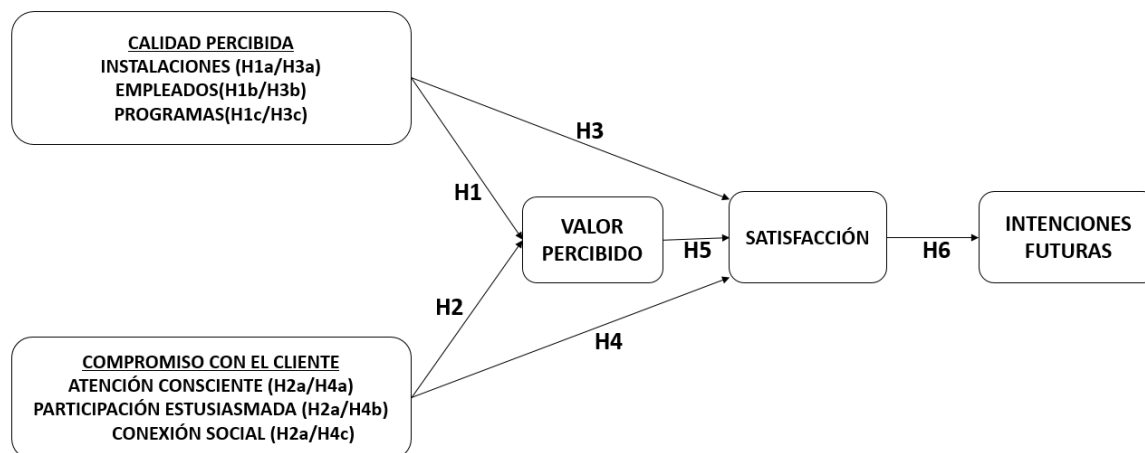 CALIDAD PERCIBIDA
INSTALACIONES (H1a/H3a)
EMPLEADOS(H1b/H3b)
PROGRAMAS(H1c/H3c)
H3
H1
VALOR
PERCIBIDO
H5
SATISFACCIÓN
H6
INTENCIONES
FUTURAS
H2
H4
COMPROMISO CON EL CLIENTE
ATENCIÓN CONSCIENTE (H2a/H4a)
PARTICIPACIÓN ESTUSIASMADA (H2a/H4b)
CONEXIÓN SOCIAL (H2a/H4c)